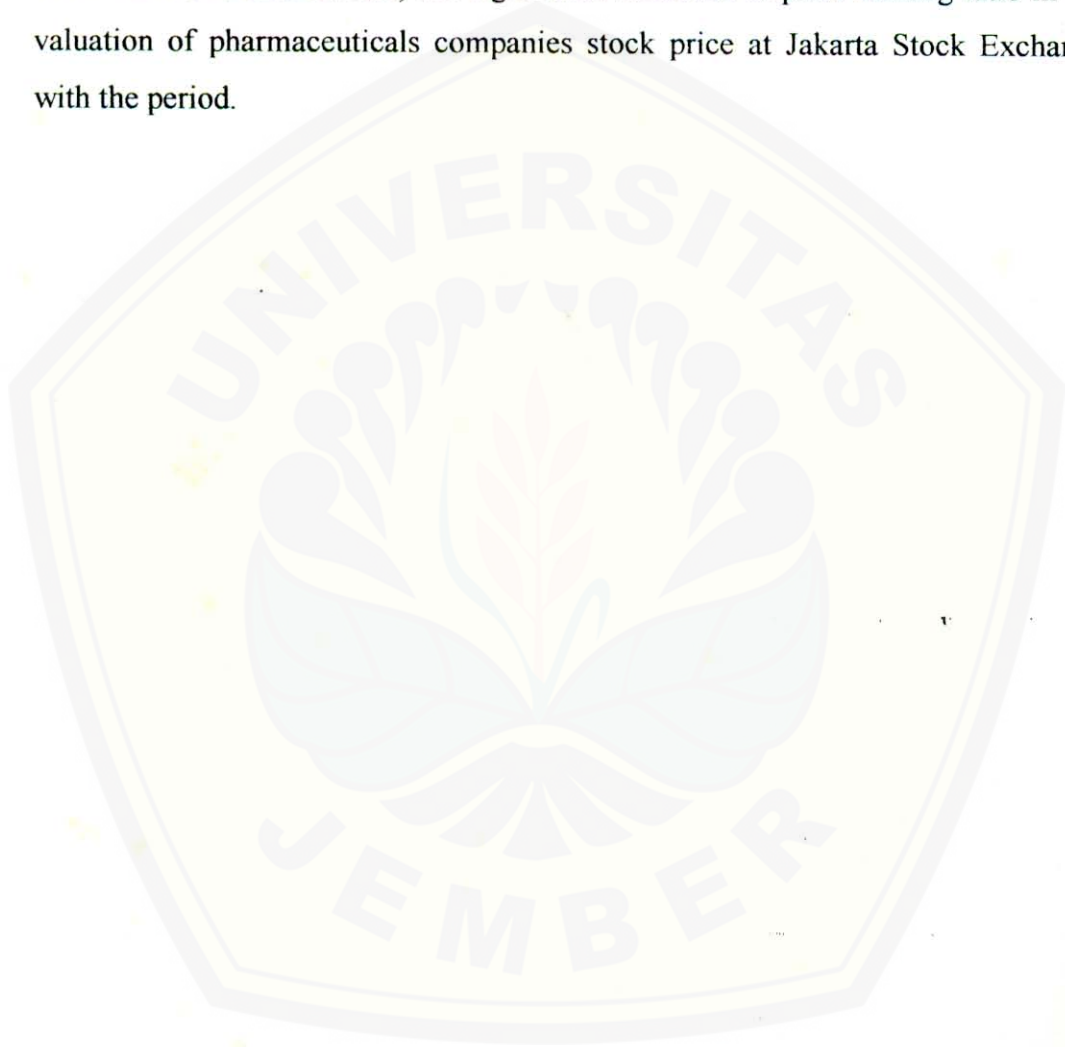 valuation of pharmaceuticals companies stock price at Jakarta Stock
with the period.
UNIVERSITAS
JEMBER